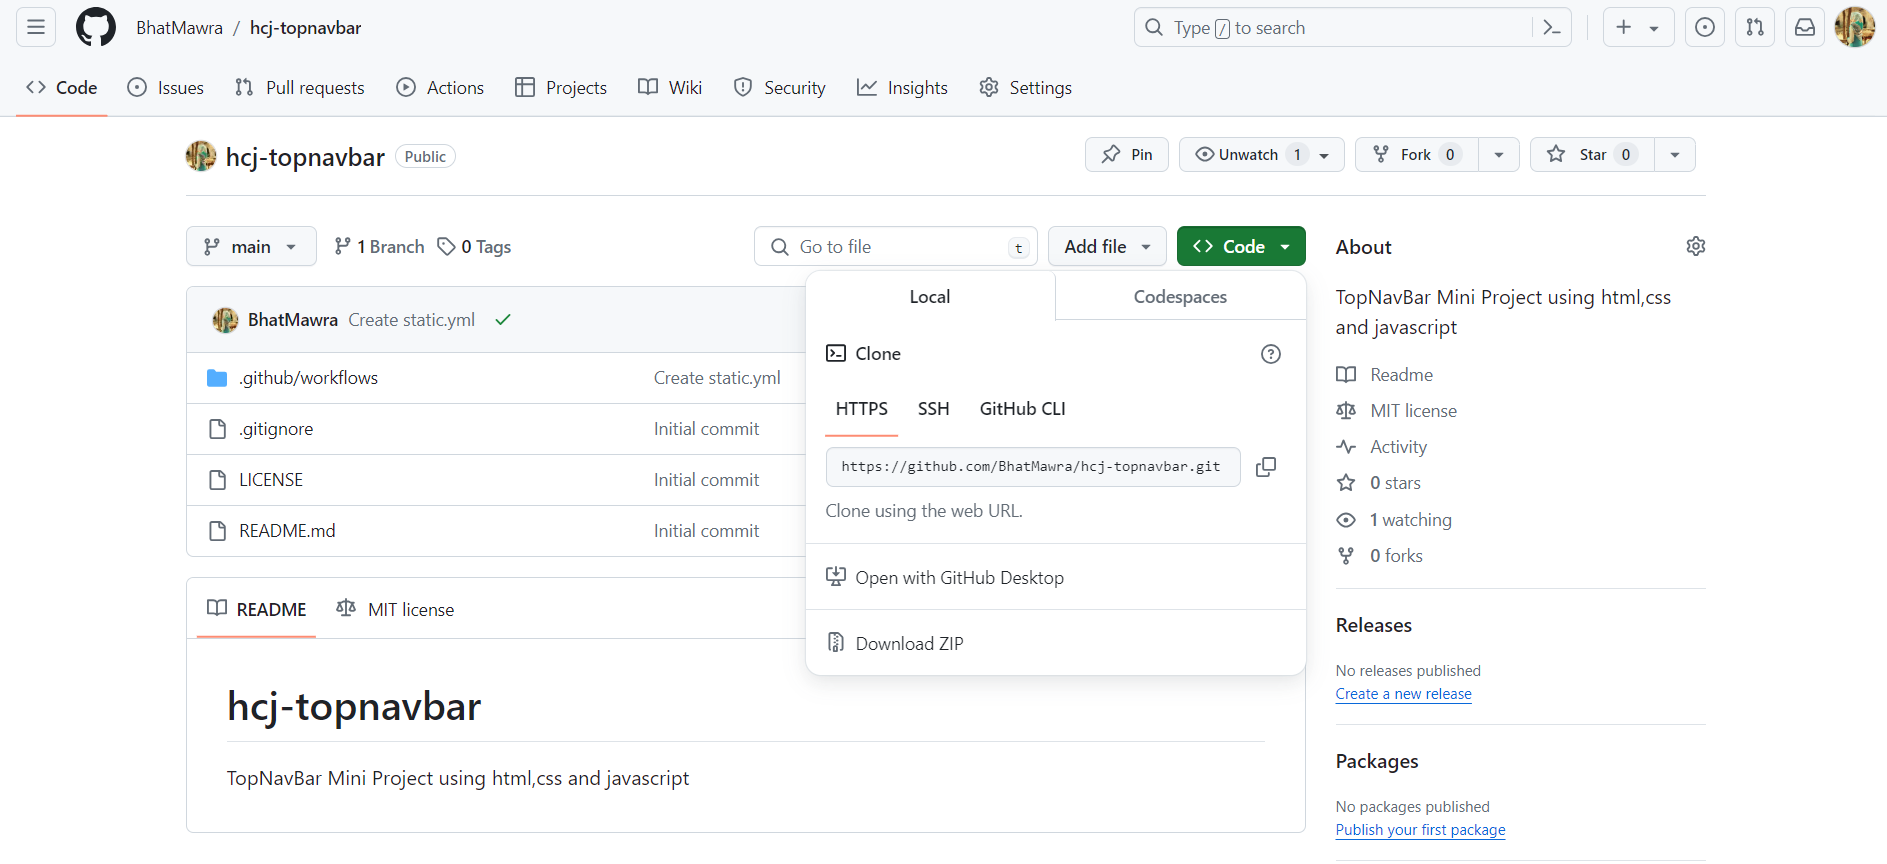 BhatMawra / hcj-topnavbar
Type / to search
Code Issues Pull requests Actions Projects Wiki Security Insights Settings
hcj-topnavbar Public
Pin Unwatch 1 Fork 0 Star 0
main 1 Branch 0 Tags
Go to file t
Add file Code
BhatMawra Create static.yml
.github/workflows Create static.yml
.gitignore Initial commit
LICENSE Initial commit
README.md Initial commit
Local Codespaces
Clone
HTTPS SSH GitHub CLI
https://github.com/BhatMawra/hcj-topnavbar.git
Clone using the web URL.
Open with GitHub Desktop
Download ZIP
README MIT license
hcj-topnavbar
TopNavBar Mini Project using html,css and javascript
About
TopNavBar Mini Project using html,css
and javascript
Readme
MIT license
Activity
0 stars
1 watching
0 forks
Releases
No releases published
Create a new release
Packages
No packages published
Publish your first package